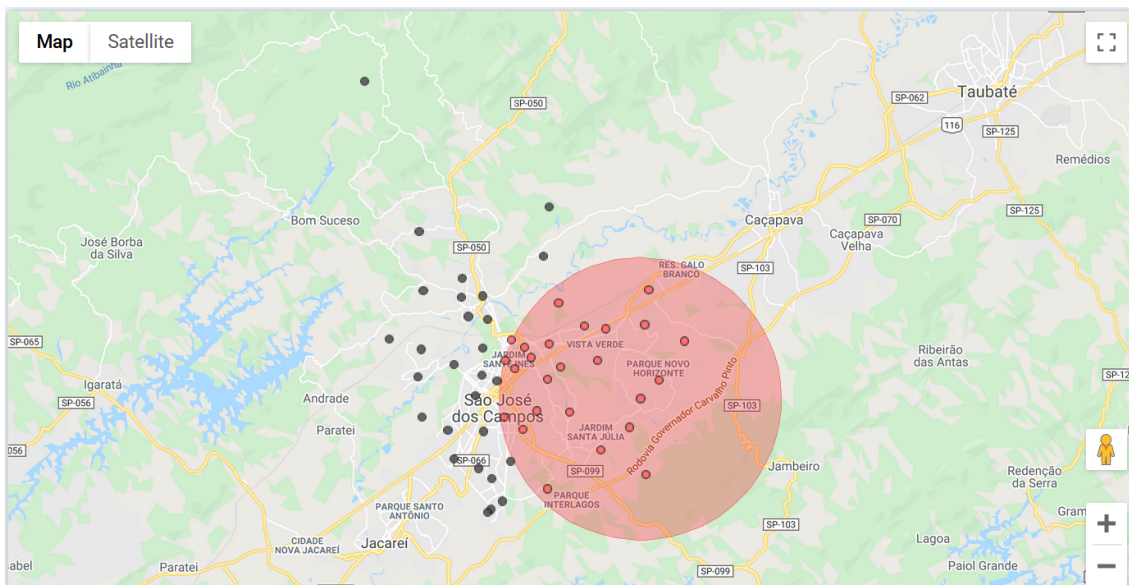 Map
Satellite
Rio Atibainha
SP-050
SP-062
Taubaté
116
SP-125
Remédios
Bom Suceso
SP-125
José Borba
da Silva
SP-050
Caçapava
SP-070
Caçapava
Velha
RES. GALO
BRANCO
SP-103
SP-065
VISTA VERDE
Ribeirão
das Antas
PARQUE NOVO
HORIZONTE
Igaratá
SP-056
Andrade
São José
dos Campos
SP-103
Paratei
JARDIM
SANTA JÚLIA
Rodovia Governador Carvalho Pinto
056
SP-066
SP-099
Jambeiro
Redenção
da Serra
PARQUE
INTERLAGOS
PARQUE SANTO
ANTÔNIO
Gram
SP-103
CIDADE
NOVA JACAREÍ
Jacareí
Lagoa
abel
Paratei
SP-099
Paiol Grande